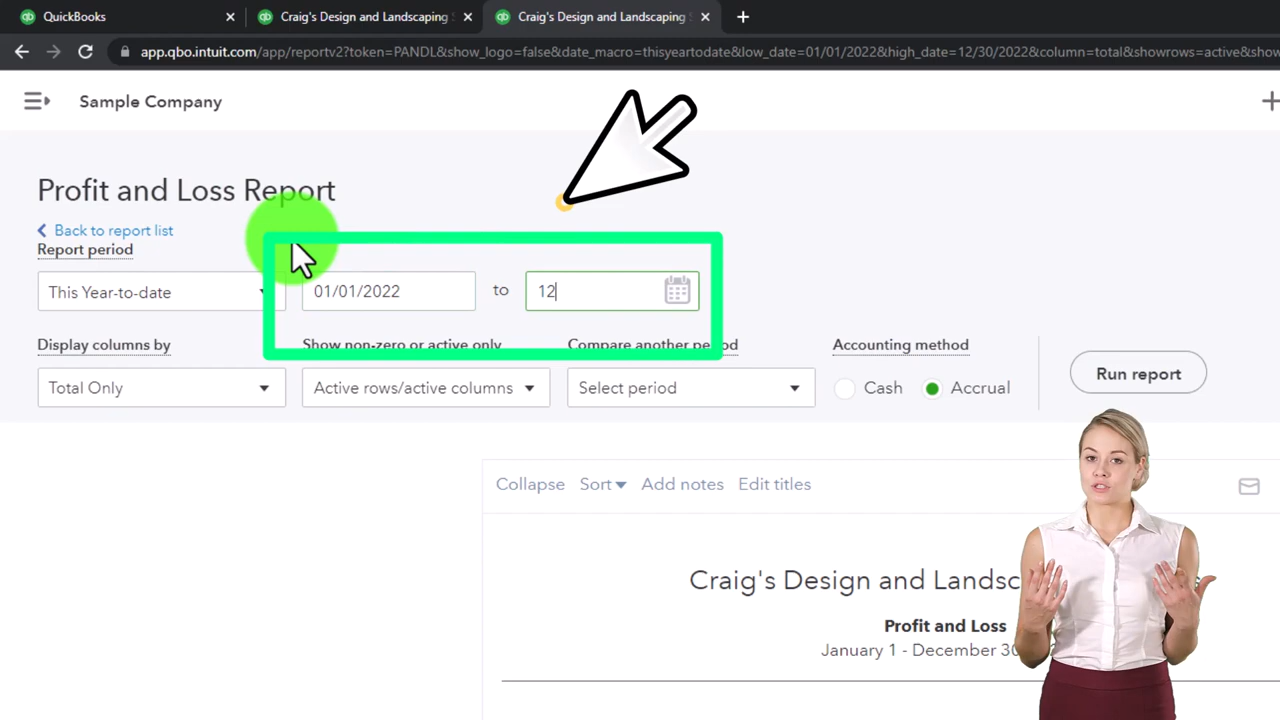 QuickBooks
Craig's Design and Landscaping S
Craig's Design and Landscaping S
app.qbo.intuit.com/app/reportv2?token=PANDL&show_logo=false&date_macro=thisyeartodate&low_date=01/01/2022&high_date=12/30/2022&column=total&showrows=active&show
Sample Company
Profit and Loss Report
Back to report list
Report period
This Year-to-date 01/01/2022 to 12
Display columns by Show non-zero or active only Compare another period Accounting method
Total Only Active rows/active columns Select period Cash Accrual Run report
Collapse Sort Add notes Edit titles
Craig's Design and Landsc
Profit and Loss
January 1 - December 30